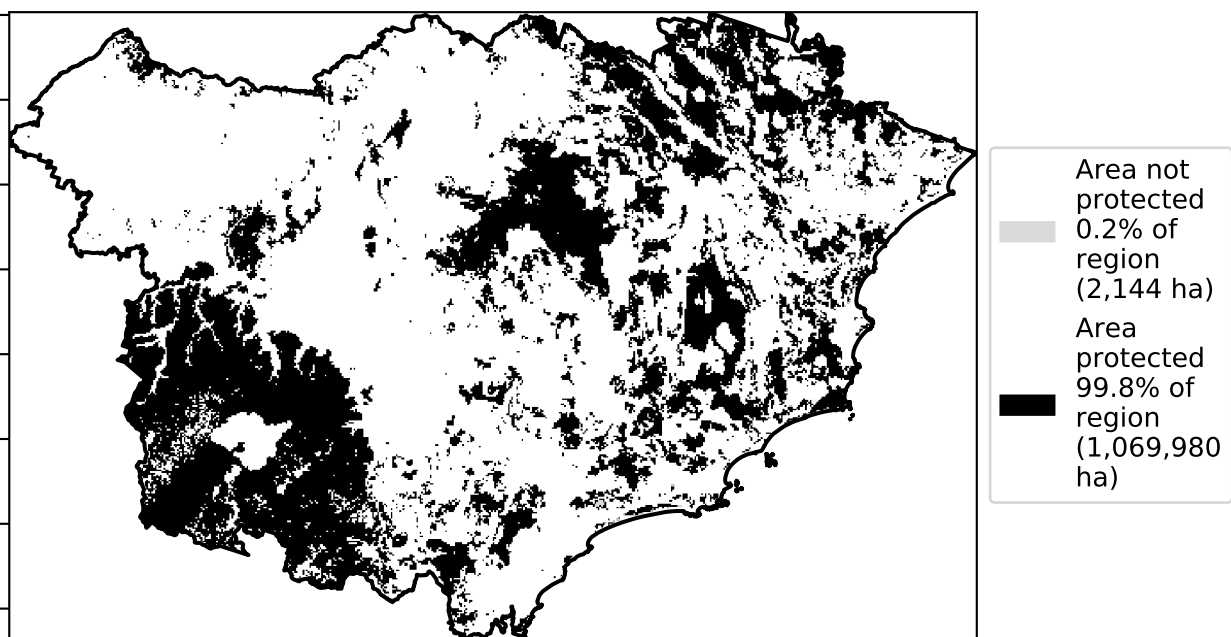 Area not
protected
0.2% of
region
(2,144 ha)
Area
protected
99.8% of
region
(1,069,980
ha)